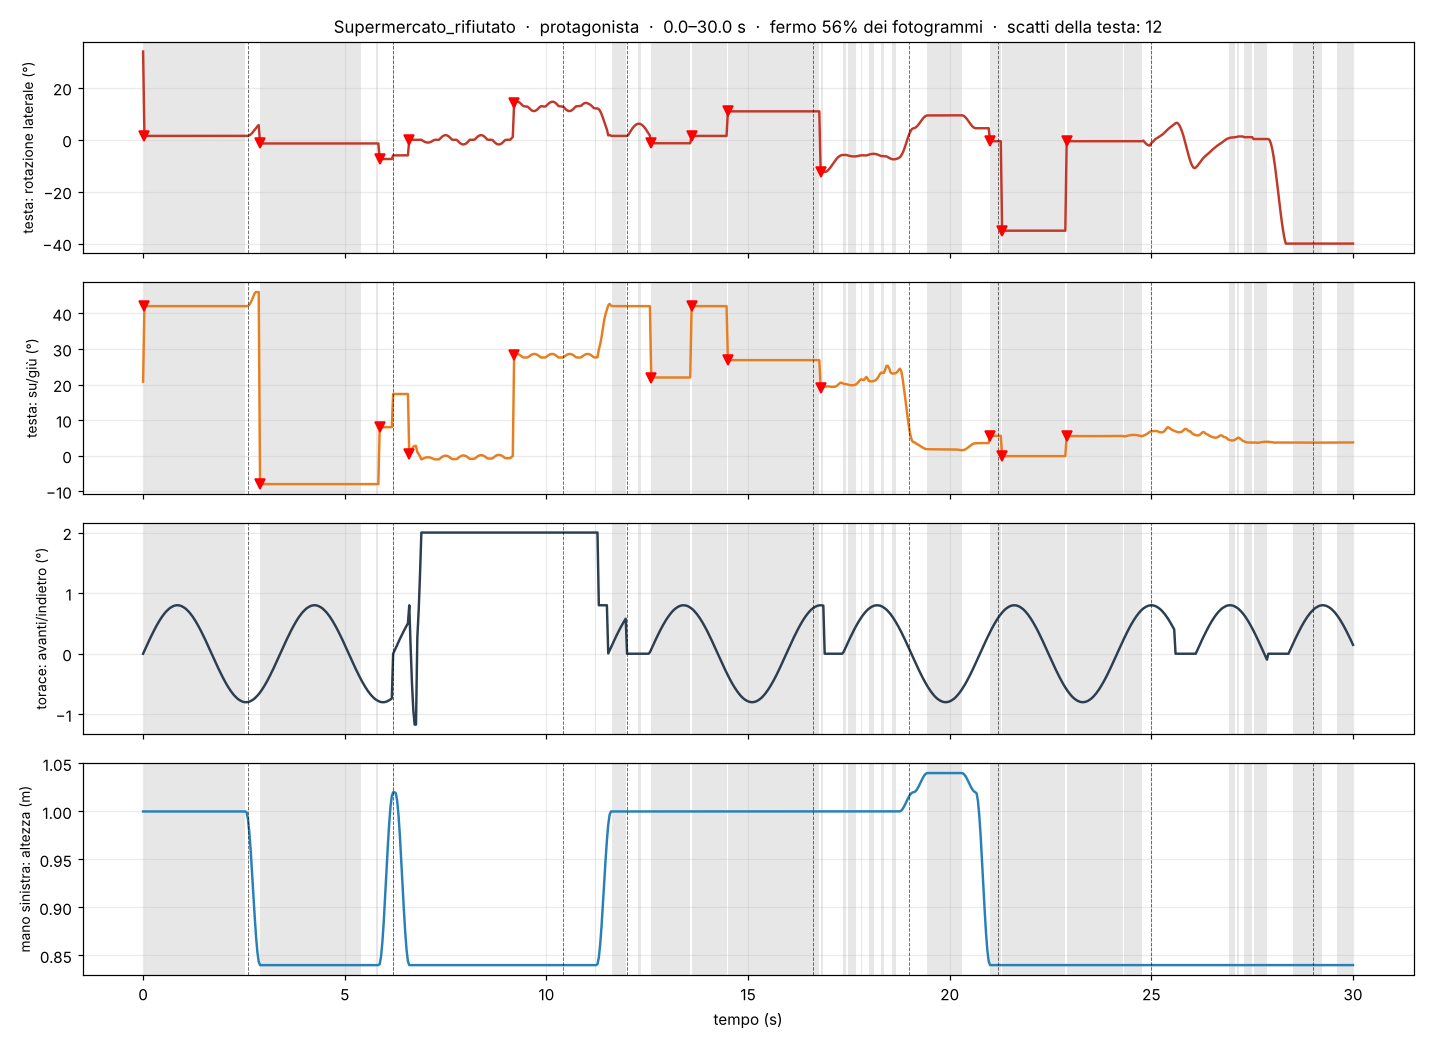 Supermercato_rifiutato · protagonista · 0.0–30.0 s · fermo 56% dei fotogrammi · scatti della testa: 12
testa: rotazione laterale (°)
20
0
−20
−40
testa: su/giù (°)
40
30
20
10
0
−10
torace: avanti/indietro (°)
2
1
0
−1
mano sinistra: altezza (m)
1.05
1.00
0.95
0.90
0.85
0 5 10 15 20 25 30
tempo (s)